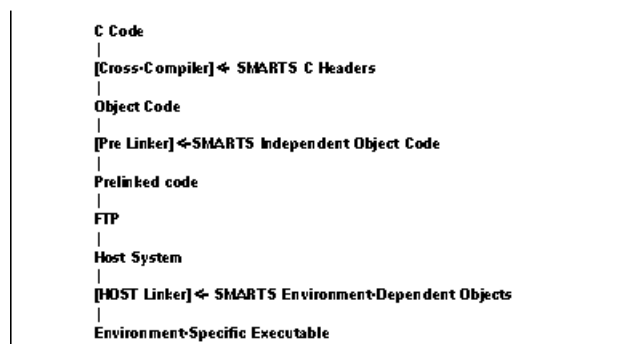 C Code
|
[Cross-Compiler] <- SMARTS C Headers
|
Object Code
|
[Pre Linker] <-SMARTS Independent Object Code
|
Prelinked code
|
FTP
|
Host System
|
[HOST Linker] <- SMARTS Environment-Dependent Objects
|
Environment-Specific Executable